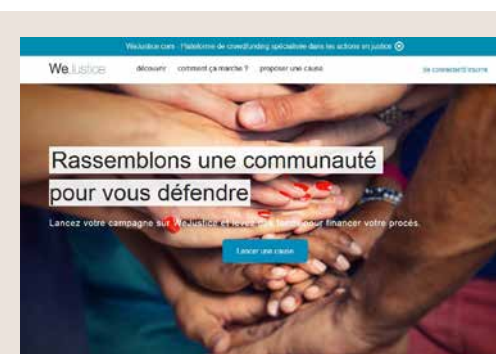 WeJustice.com - Plateforme de crowdfunding spécialisée dans les actions en justice
WeJustice
découvrir comment ça marche ? proposer une cause
Se connecter/S'inscrire
Rassemblons une communauté
pour vous défendre
Lancez votre campagne sur WeJustice et levez des fonds pour financer votre procès.
Lancer une cause